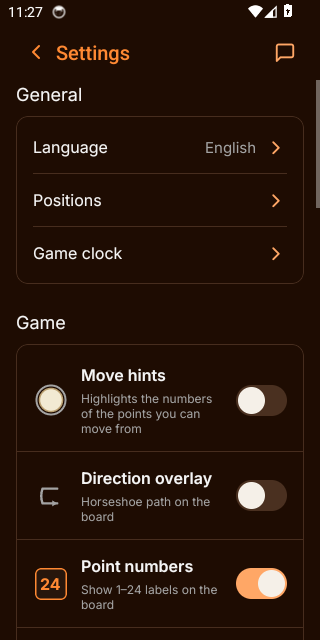 11:27
Settings
General
Language English
Positions
Game clock
Game
Move hints
Highlights the numbers
of the points you can
move from
Direction overlay
Horseshoe path on the
board
24
Point numbers
Show 1–24 labels on the
board